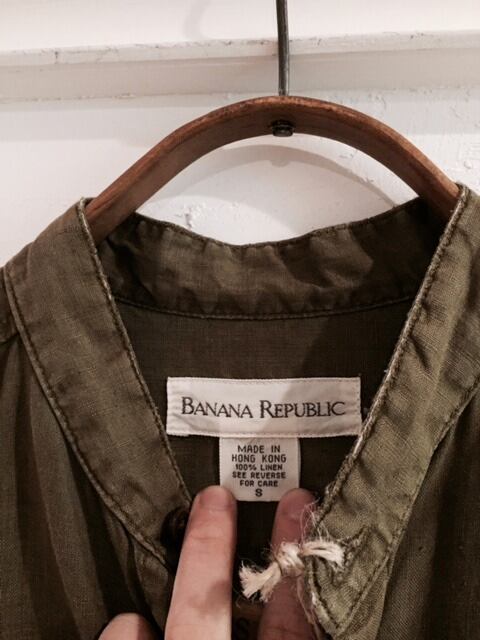 BANANA REPUBLIC
MADE IN
HONG KONG
100% LINEN
SEE REVERSE
FOR CARE
S